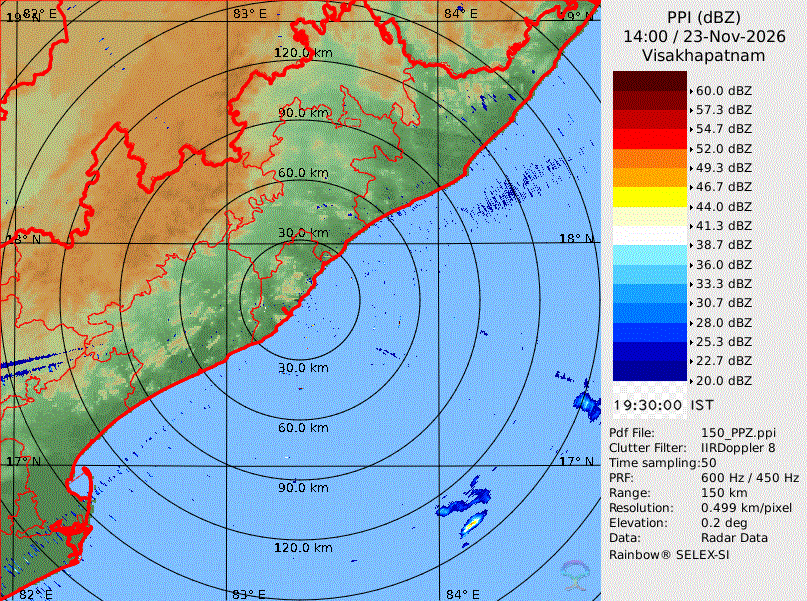 82° E 83° E 84° E
19° N 19° N
120.0 km
90.0 km
60.0 km
30.0 km
18° N 18° N
30.0 km
60.0 km
17° N 17° N
90.0 km
120.0 km
82° E 83° E 84° E
PPI (dBZ)
14:00 / 23-Nov-2026
Visakhapatnam
60.0 dBZ
57.3 dBZ
54.7 dBZ
52.0 dBZ
49.3 dBZ
46.7 dBZ
44.0 dBZ
41.3 dBZ
38.7 dBZ
36.0 dBZ
33.3 dBZ
30.7 dBZ
28.0 dBZ
25.3 dBZ
22.7 dBZ
20.0 dBZ
19:30:00 IST
Pdf File: 150_PPZ.ppi
Clutter Filter: IIRDoppler 8
Time sampling:50
PRF: 600 Hz / 450 Hz
Range: 150 km
Resolution: 0.499 km/pixel
Elevation: 0.2 deg
Data: Radar Data
Rainbow® SELEX-SI